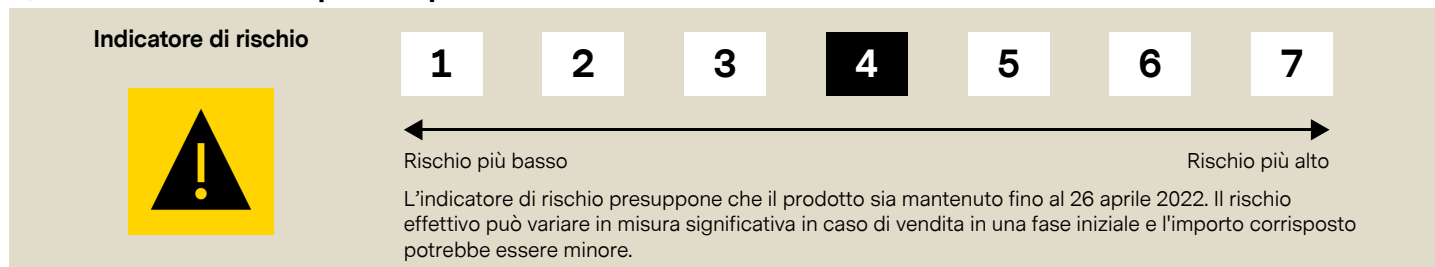 Indicatore di rischio
1 2 3 4 5 6 7
Rischio più basso Rischio più alto
L'indicatore di rischio presuppone che il prodotto sia mantenuto fino al 26 aprile 2022. Il rischio
effettivo può variare in misura significativa in caso di vendita in una fase iniziale e l'importo corrisposto
potrebbe essere minore.